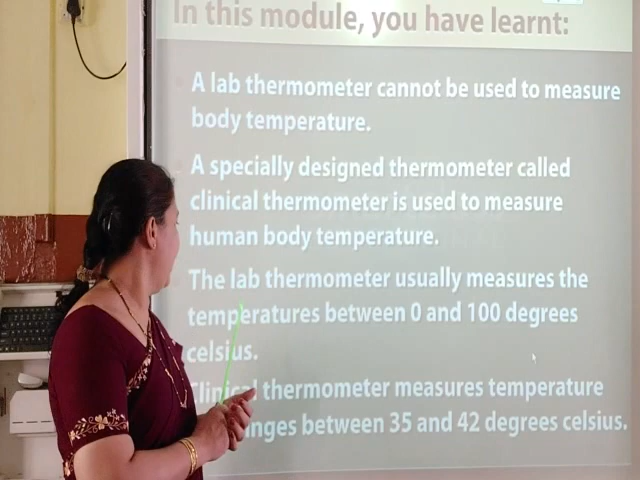 In this module, you have learnt:
A lab thermometer cannot be used to measure
body temperature.
A specially designed thermometer called
clinical thermometer is used to measure
human body temperature.
The lab thermometer usually measures the
temperatures between 0 and 100 degrees
celsius.
Clinical thermometer measures temperature
between 35 and 42 degrees celsius.